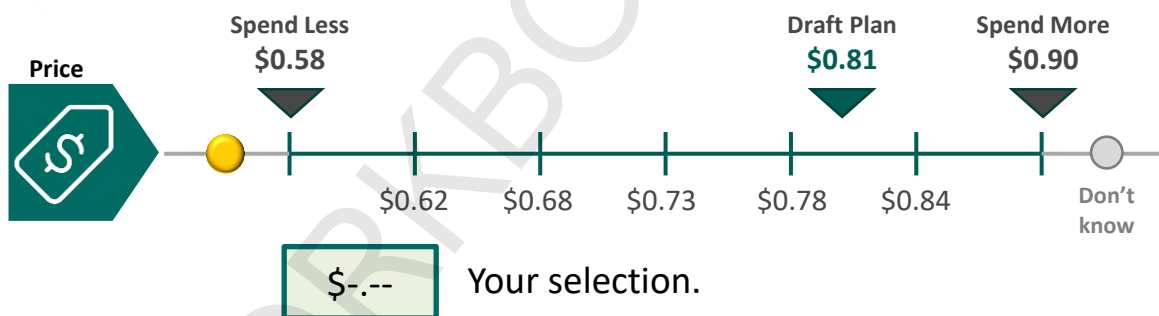 Spend Less
$0.58
Draft Plan
$0.81
Spend More
$0.90
Price
$
$0.62 $0.68 $0.73 $0.78 $0.84
Don't
know
$-.-- Your selection.